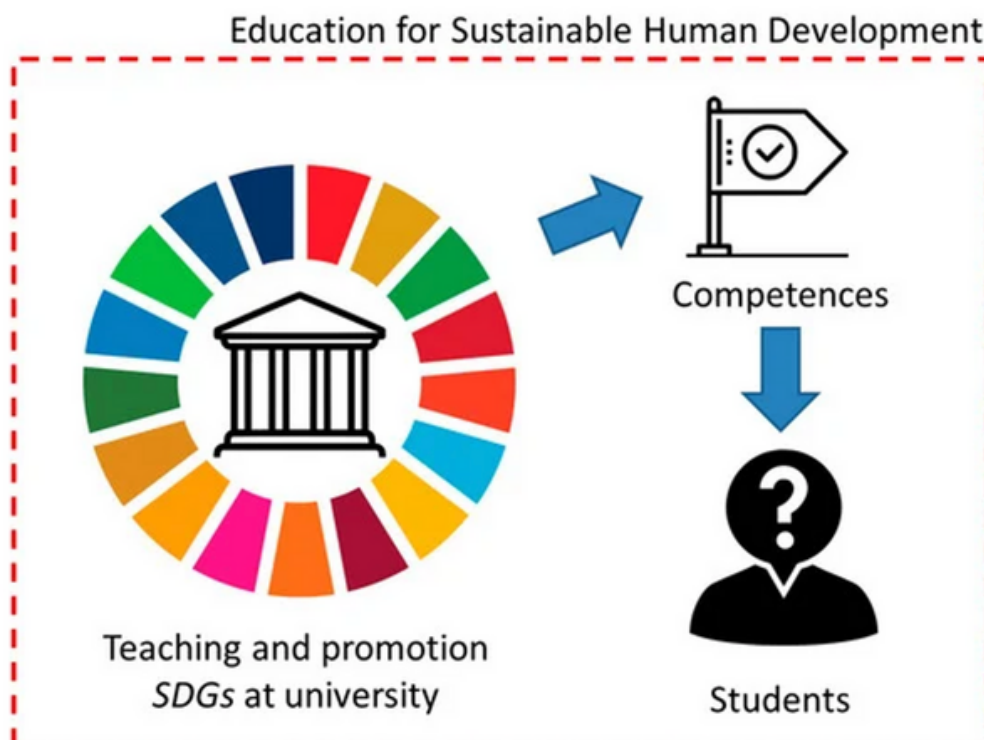 Education for Sustainable Human Development
Competences
?
Teaching and promotion
SDGs at university
Students